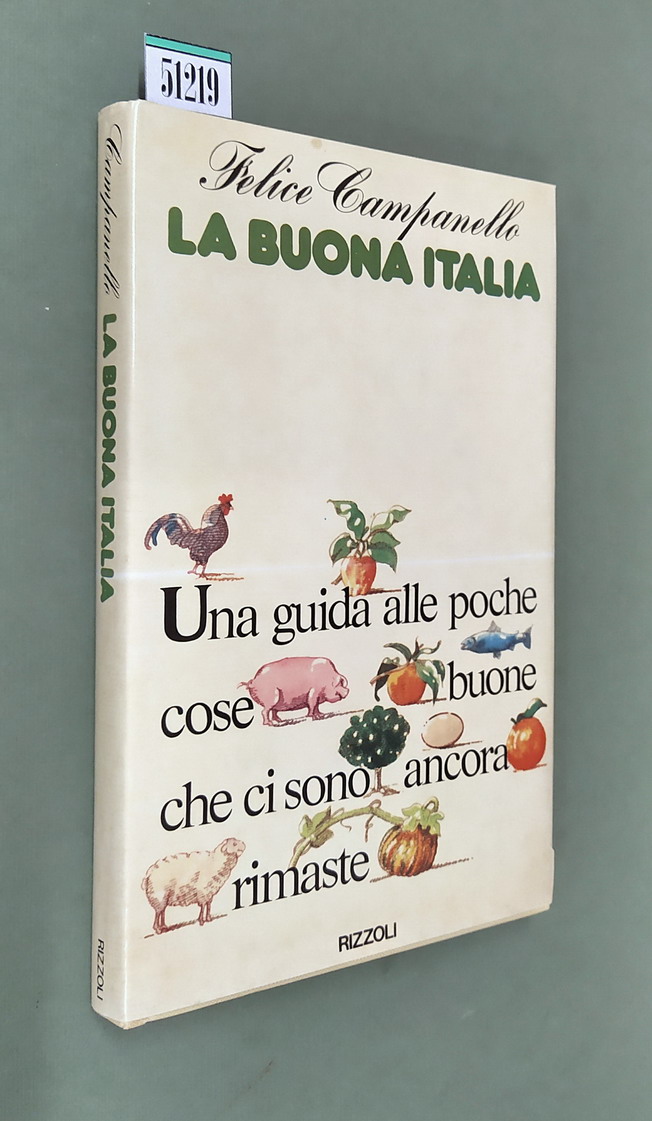 51219
Felice Campanello
LA BUONA ITALIA
Una guida alle poche
cose buone
che ci sono ancora
rimaste
RIZZOLI
Campanello
LA BUONA ITALIA
RIZZOLI